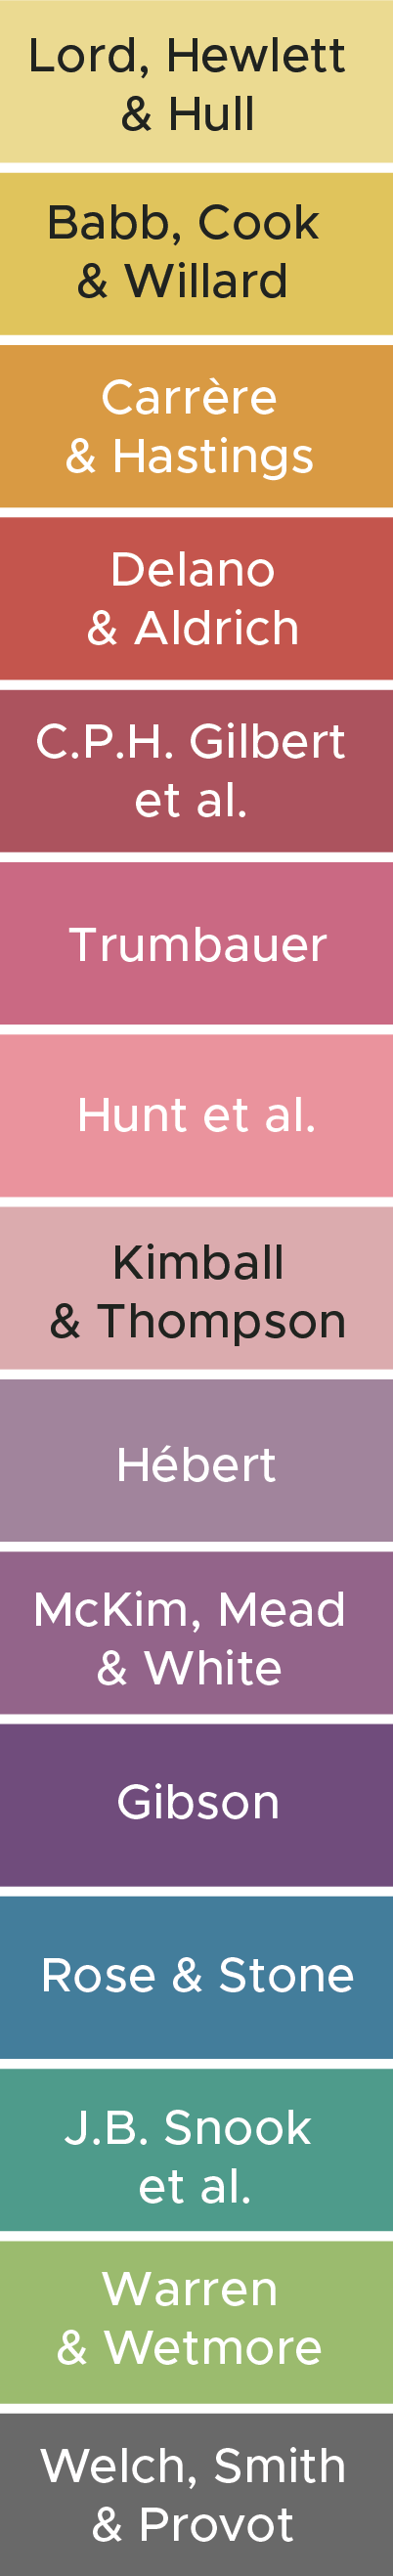 Lord, Hewlett
& Hull
Babb, Cook
& Willard
Carrère
& Hastings
Delano
& Aldrich
C.P.H. Gilbert
et al.
Trumbauer
Hunt et al.
Kimball
& Thompson
Hébert
McKim, Mead
& White
Gibson
Rose & Stone
J.B. Snook
et al.
Warren
& Wetmore
Welch, Smith
& Provot